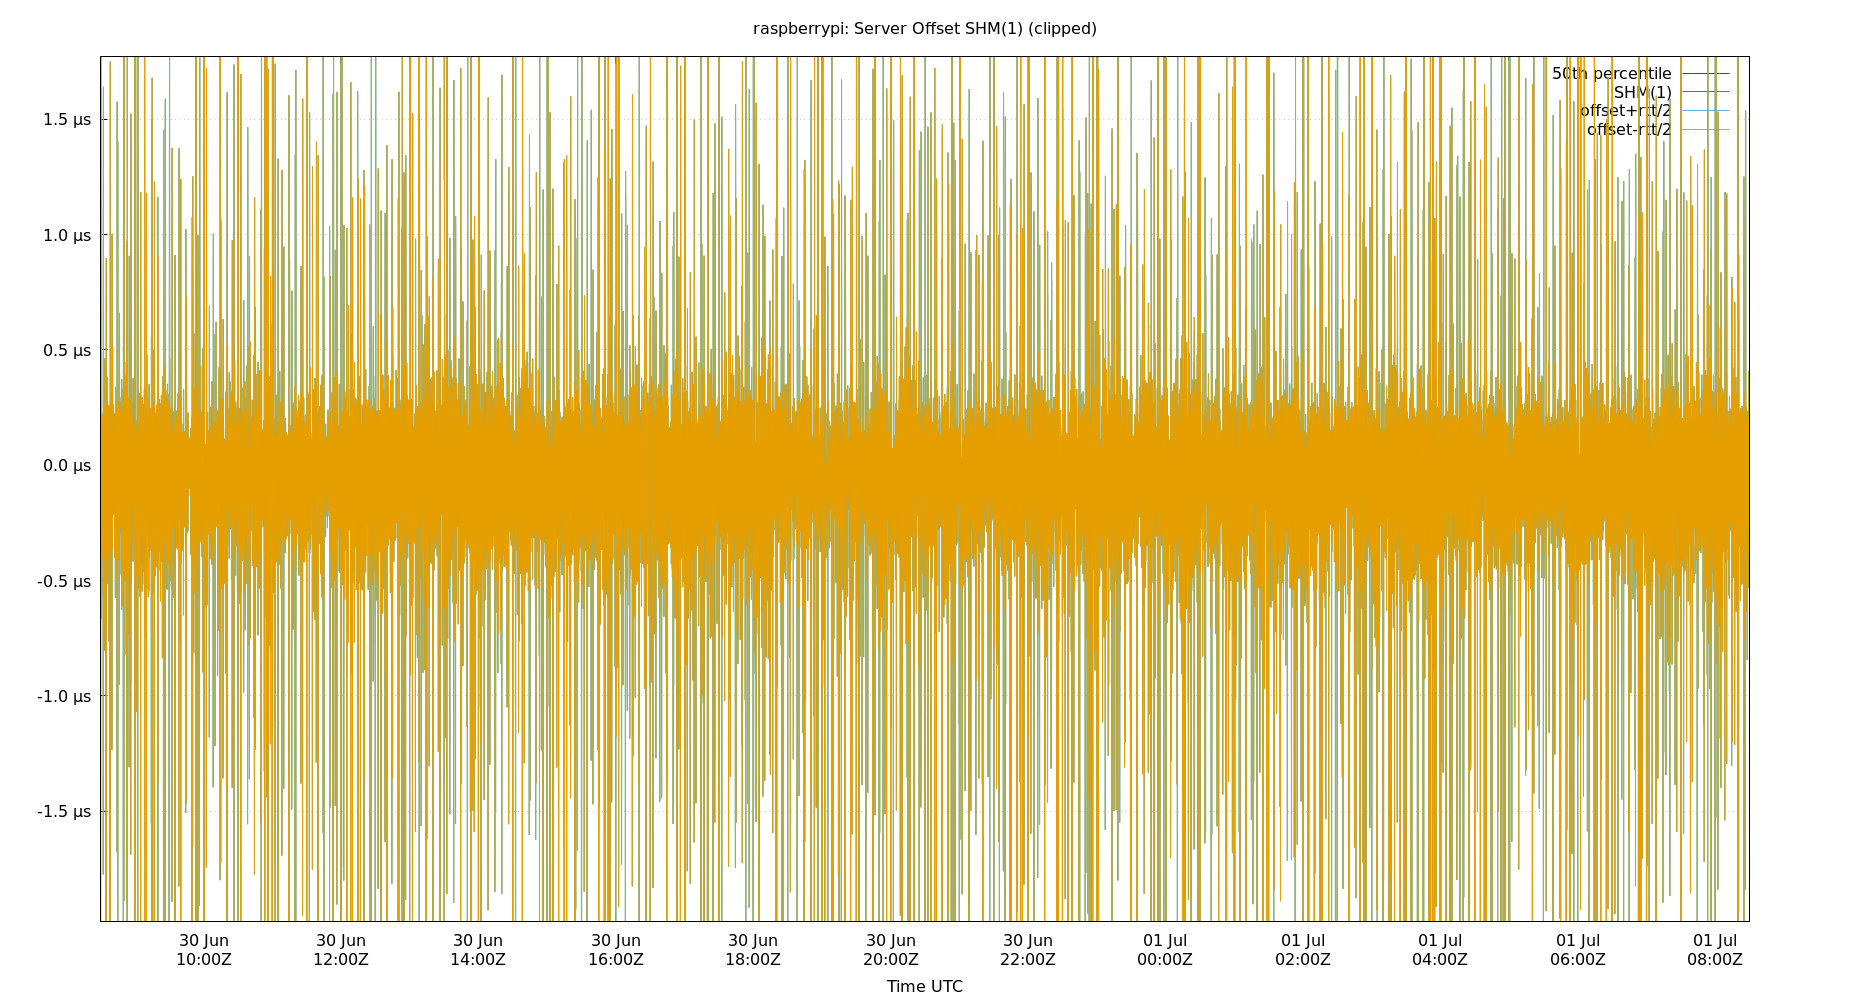 raspberrypi: Server Offset SHM(1) (clipped)
50th percentile
SHM(1)
offset+rtt/2
offset-rtt/2
1.5 µs
1.0 µs
0.5 µs
0.0 µs
-0.5 µs
-1.0 µs
-1.5 µs
30 Jun 30 Jun 30 Jun 30 Jun 30 Jun 30 Jun 30 Jun 01 Jul 01 Jul 01 Jul 01 Jul 01 Jul
10:00Z 12:00Z 14:00Z 16:00Z 18:00Z 20:00Z 22:00Z 00:00Z 02:00Z 04:00Z 06:00Z 08:00Z
Time UTC